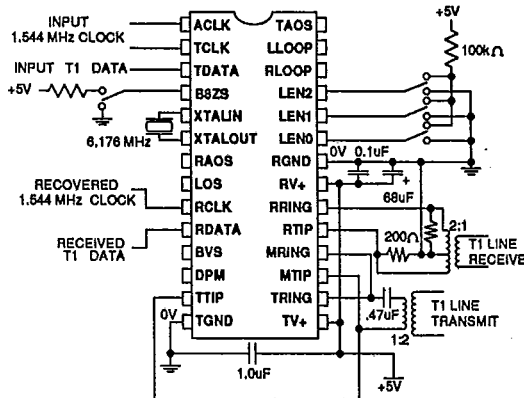 INPUT
1.544 MHz CLOCK
INPUT T1 DATA
+5V
6,176 MHz
RECOVERED
1.544 MHz CLOCK
RECEIVED
T1 DATA
0V
1.0uF
ACLK
TCLK
TDATA
B8ZS
XTALIN
XTALOUT
RAOS
LOS
RCLK
RDATA
BVS
DPM
TTIP
TGND
TAOS
LLOOP
RLOOP
LEN2
LEN1
LEN0
RGND
RV+
RRING
RTIP
MRING
MTIP
TRING
TV+
+5V
100kΩ
0V 0.1uF
+
68uF
200Ω
2:1
T1 LINE
RECEIVE
.47uF
T1 LINE
TRANSMIT
1:2
+5V